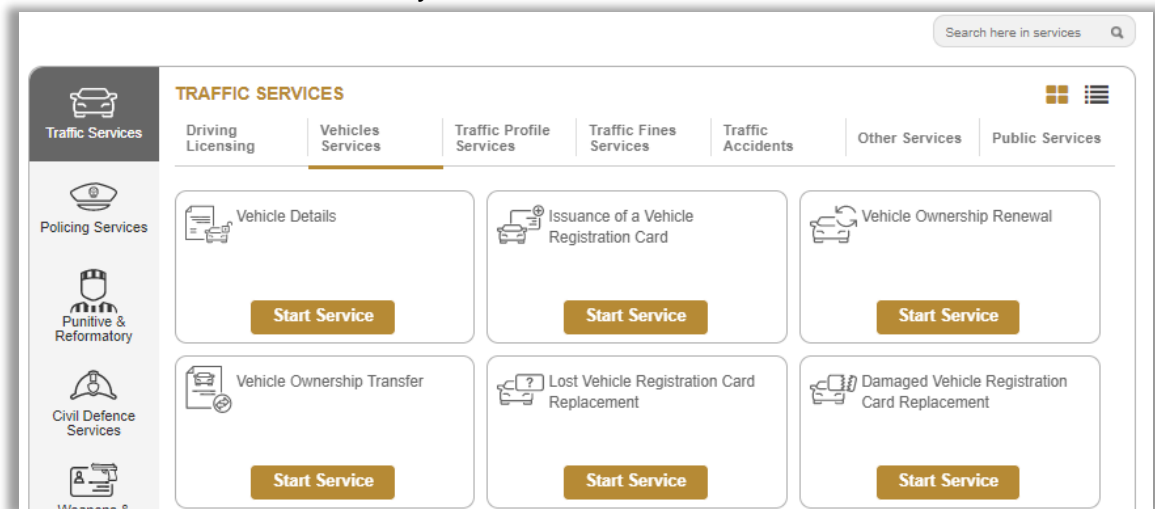 Search here in services
Traffic Services
TRAFFIC SERVICES
Driving
Licensing
Vehicles
Services
Traffic Profile
Services
Traffic Fines
Services
Traffic
Accidents
Other Services
Public Services
Policing Services
Punitive &
Reformatory
Civil Defence
Services
Vehicle Details
Start Service
Issuance of a Vehicle
Registration Card
Start Service
Vehicle Ownership Renewal
Start Service
Vehicle Ownership Transfer
Start Service
? Lost Vehicle Registration Card
Replacement
Start Service
Damaged Vehicle Registration
Card Replacement
Start Service